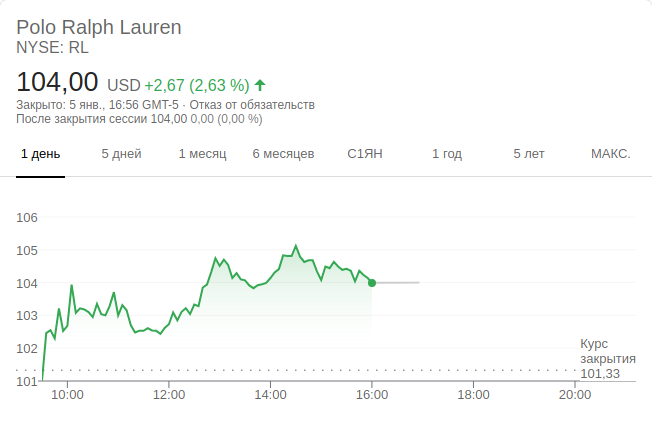 Polo Ralph Lauren
NYSE: RL
104,00 USD +2,67 (2,63 %) ↑
Закрыто: 5 янв., 16:56 GMT-5 · Отказ от обязательств
После закрытия сессии 104,00 0,00 (0,00 %)
1 день 5 дней 1 месяц 6 месяцев С1ЯН 1 год 5 лет МАКС.
106
105
104
103
102
101
Курс
закрытия
101,33
10:00 12:00 14:00 16:00 18:00 20:00